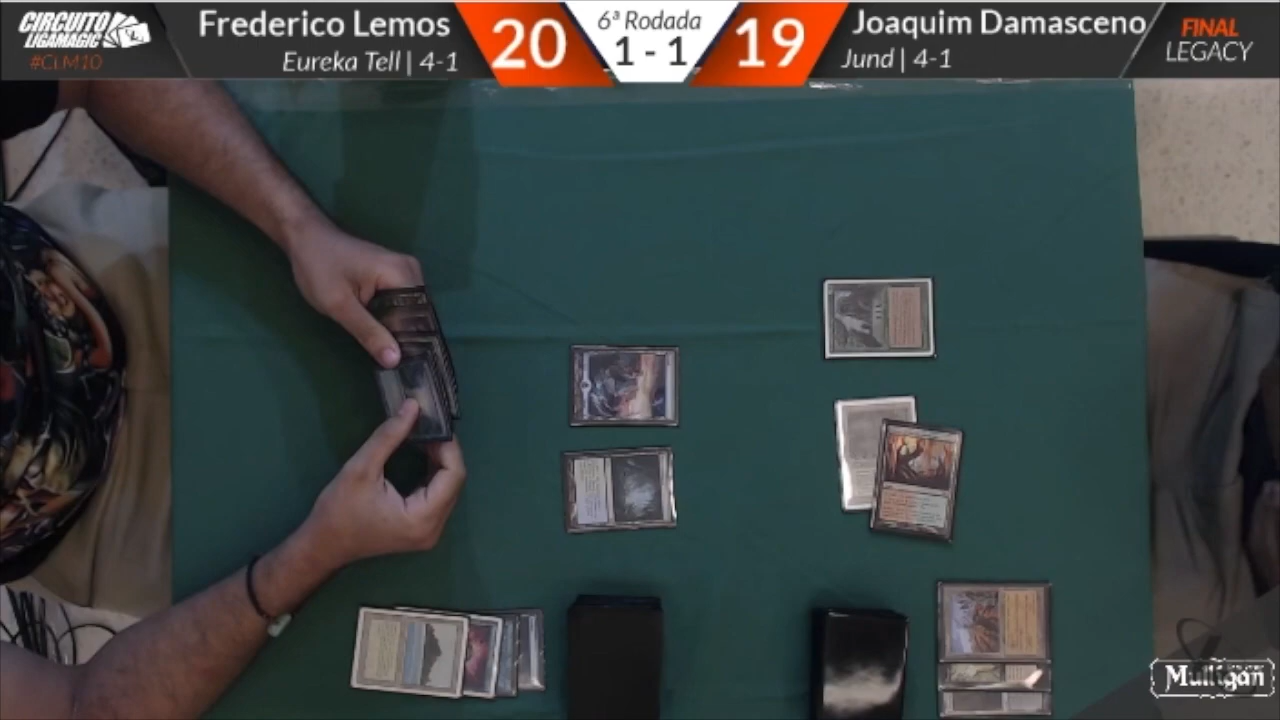 CIRCUITO
LIGAMAGIC
#CLM10
Frederico Lemos
Eureka Tell | 4-1
20
6ª Rodada
1 - 1
19
Joaquim Damasceno
Jund | 4-1
FINAL
LEGACY
Mulligan